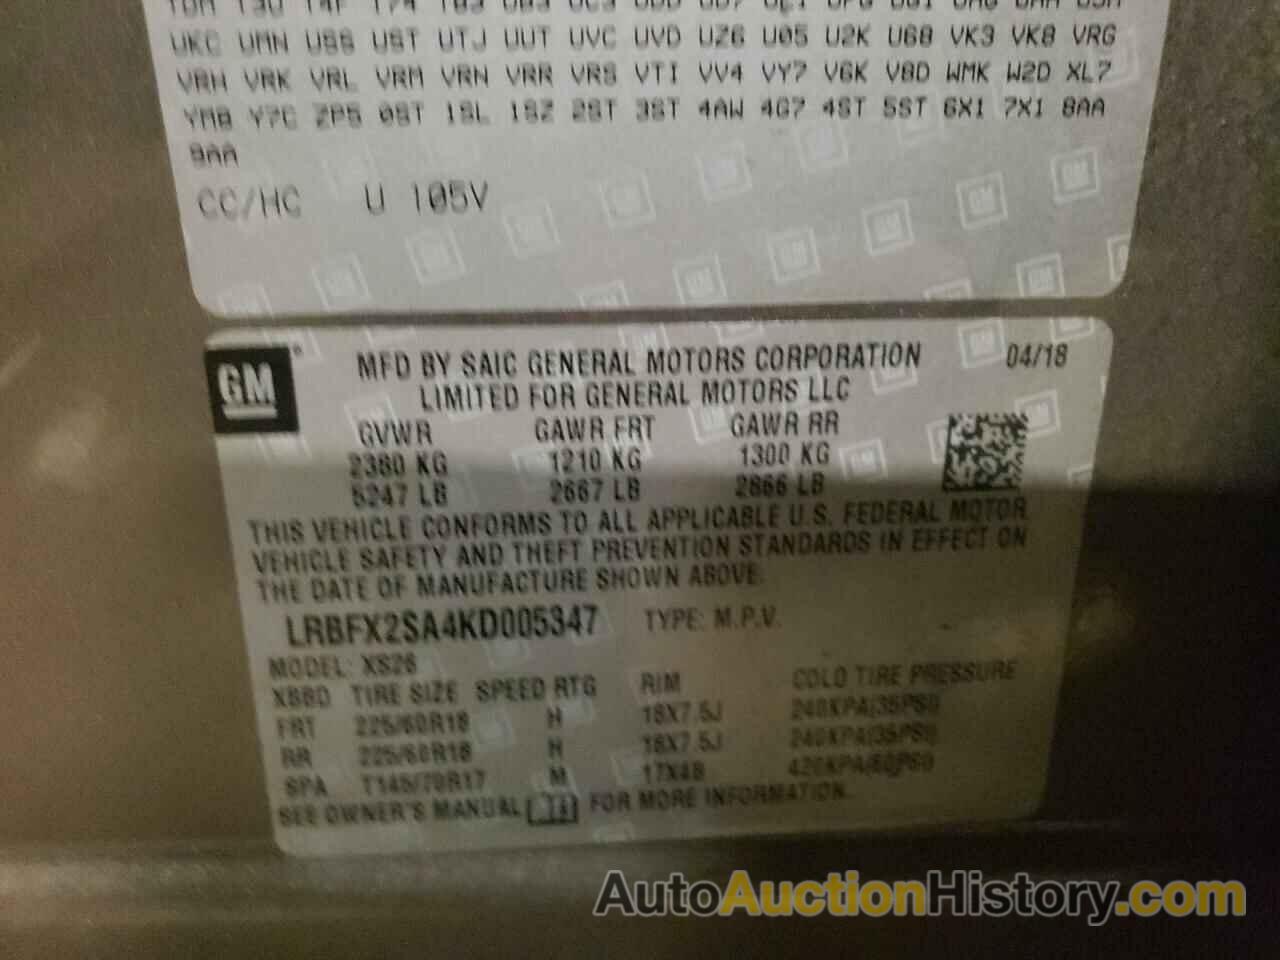 UKC UMN USS UST UTJ UUT UVC UVD UZ6 U05 U2K U68 VK3 VK8 VRG
VRH VRK VRL VRM VRN VRR VRS VTI VV4 VY7 V6K V8D WMK W2D XL7
YM8 Y7C ZP5 0ST 1SL 1SZ 2ST 3ST 4AW 4G7 4ST 5ST 6X1 7X1 8AA
9AA
CC/HC U 105V
GM
MFD BY SAIC GENERAL MOTORS CORPORATION 04/18
LIMITED FOR GENERAL MOTORS LLC
GVWR GAWR FRT GAWR RR
2380 KG 1210 KG 1300 KG
5247 LB 2667 LB 2866 LB
THIS VEHICLE CONFORMS TO ALL APPLICABLE U.S. FEDERAL MOTOR
VEHICLE SAFETY AND THEFT PREVENTION STANDARDS IN EFFECT ON
THE DATE OF MANUFACTURE SHOWN ABOVE.
LRBFX2SA4KD005347 TYPE: M.P.V.
MODEL: XS26
XBBD TIRE SIZE SPEED RTG RIM COLD TIRE PRESSURE
FRT 225/60R18 H 18X7.5J 240KPA(35PSI)
RR 225/60R18 H 18X7.5J 240KPA(35PSI)
SPA T145/70R17 M 17X4B 420KPA(60PSI)
SEE OWNER'S MANUAL FOR MORE INFORMATION.
AutoAuctionHistory.com